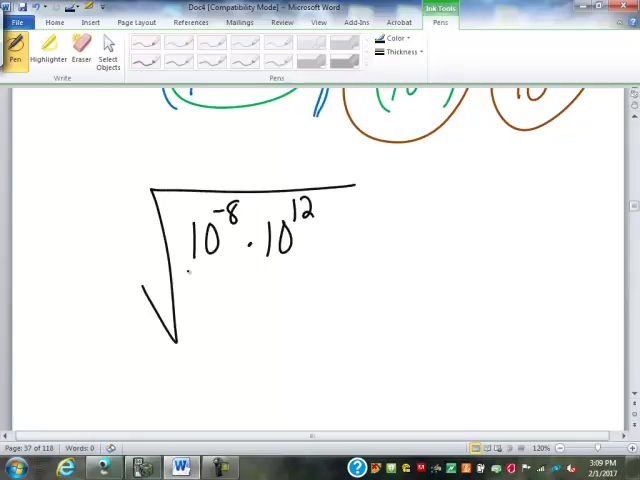 Doc4 [Compatibility Mode] - Microsoft Word
Ink Tools
File Home Insert Page Layout References Mailings Review View Add-Ins Acrobat Pens
Pen Highlighter Eraser Select Objects
Color
Thickness
Write Pens
10
10
√(10⁻⁸ · 10¹²)
Page: 37 of 118 Words: 0 120%
3:09 PM
2/1/2017